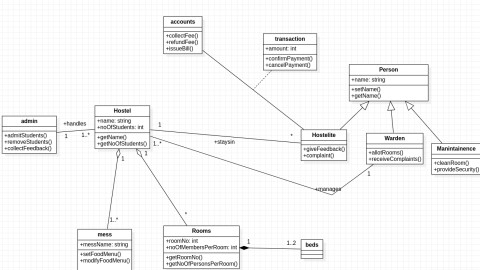 accounts
+collectFee()
+refundFee()
+issueBill()
transaction
+amount: int
+confirmPayment()
+cancelPayment()
Person
+name: string
+setName()
+getName()
admin
+admitStudents()
+removeStudents()
+collectFeedback()
+handles
1
1..*
Hostel
+name: string
+noOfStudents: int
+getName()
+getNoOfStudents()
1
1..*
*
+staysin
Hostelite
+giveFeedback()
+complaint()
Warden
+allotRooms()
+receiveComplaints()
Manintainence
+cleanRoom()
+provideSecurity()
1
1
+manages
1
1..*
*
mess
+messName: string
+setFoodMenu()
+modifyFoodMenu()
Rooms
+roomNo: int
+noOfMembersPerRoom: int
+getRoomNo()
+getNoOfPersonsPerRoom()
1
1..2
beds